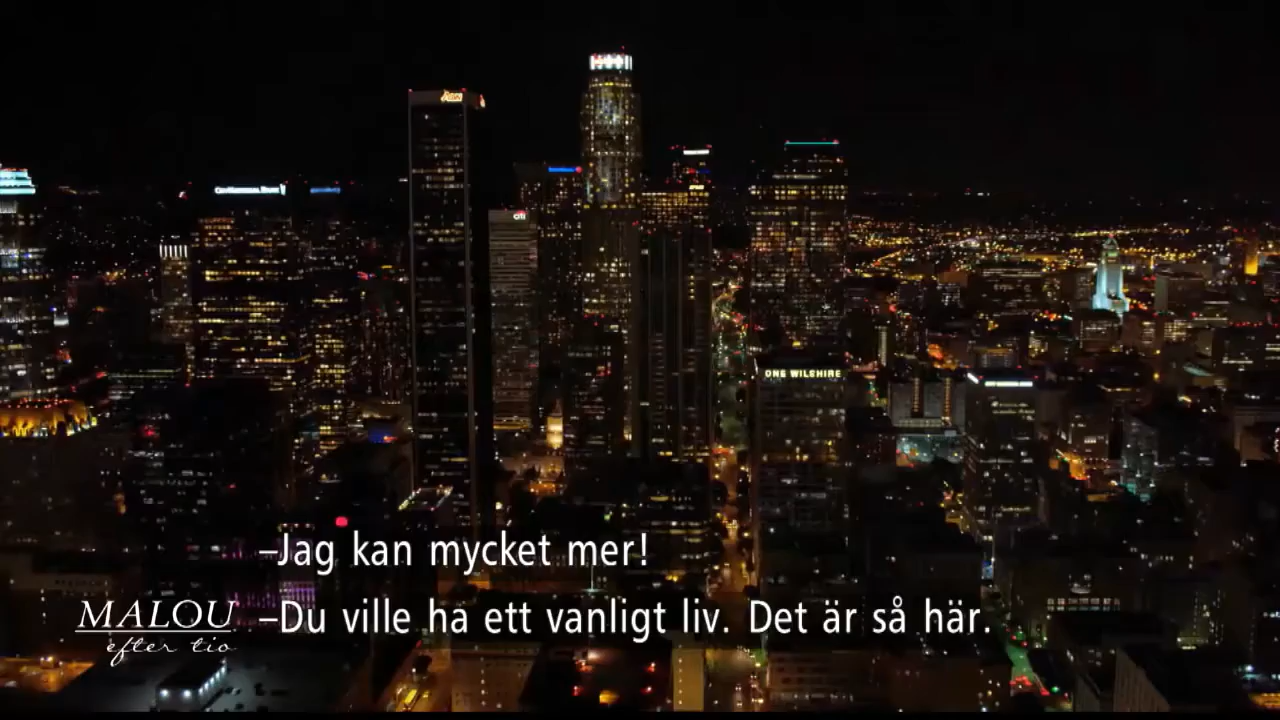 citi
ONE WILSHIRE
–Jag kan mycket mer!
MALOU
efter tio
–Du ville ha ett vanligt liv. Det är så här.